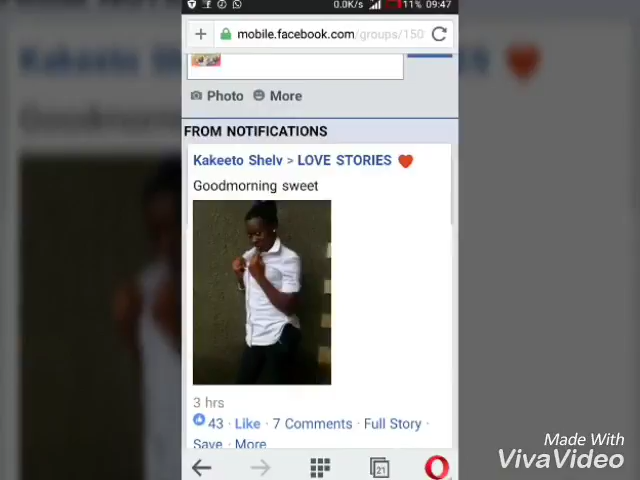 0.0K/s 11% 09:47
+ mobile.facebook.com/groups/150
Photo More
FROM NOTIFICATIONS
Kakeeto Shelv > LOVE STORIES
Goodmorning sweet
3 hrs
43 · Like · 7 Comments · Full Story ·
Save · More
21
Made With
VivaVideo